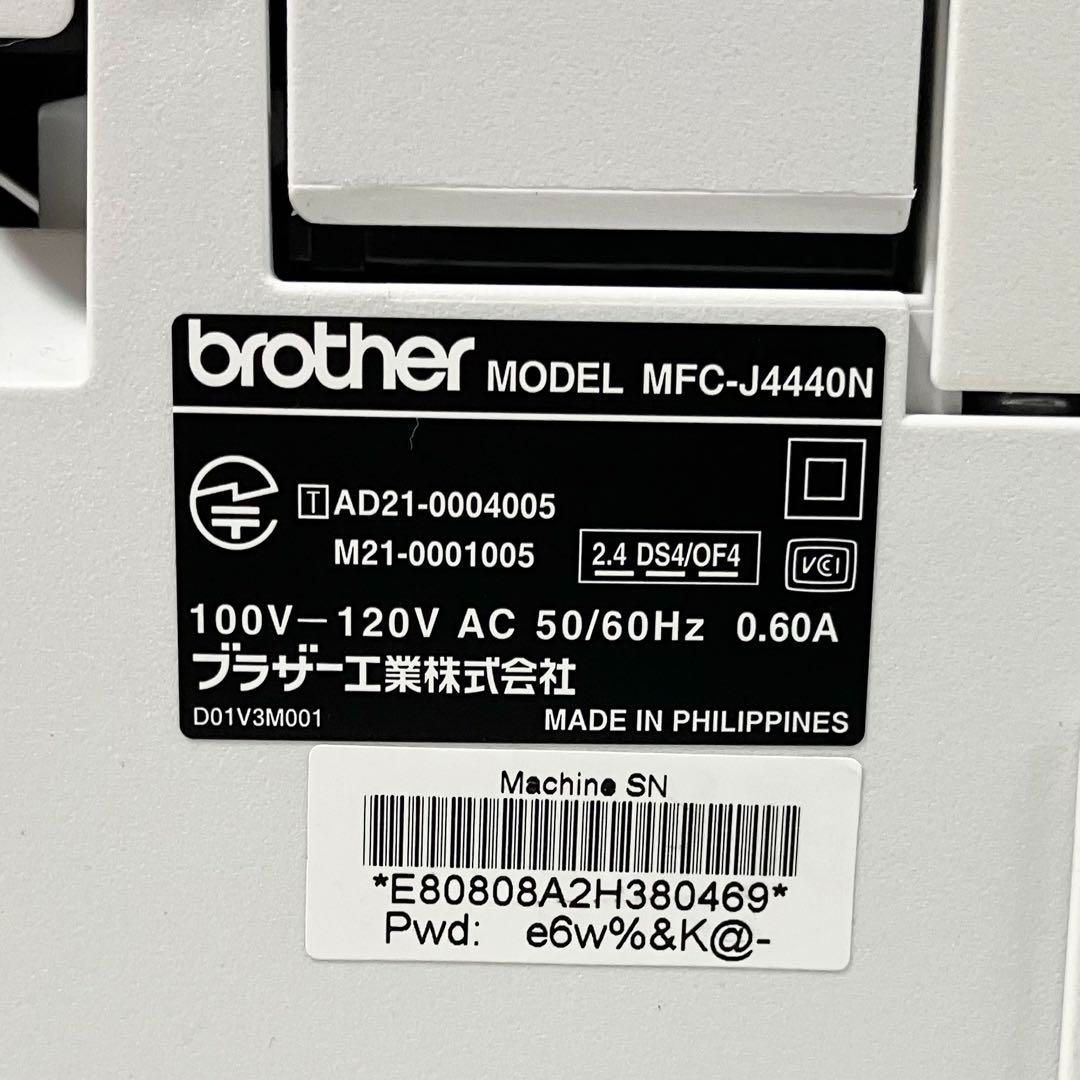 brother MODEL MFC-J4440N
T AD21-0004005
M21-0001005
2.4 DS4/OF4
VCI
100V－120V AC 50/60Hz 0.60A
ブラザー工業株式会社
D01V3M001 MADE IN PHILIPPINES
Machine SN
*E80808A2H380469*
Pwd: e6w%&K@-